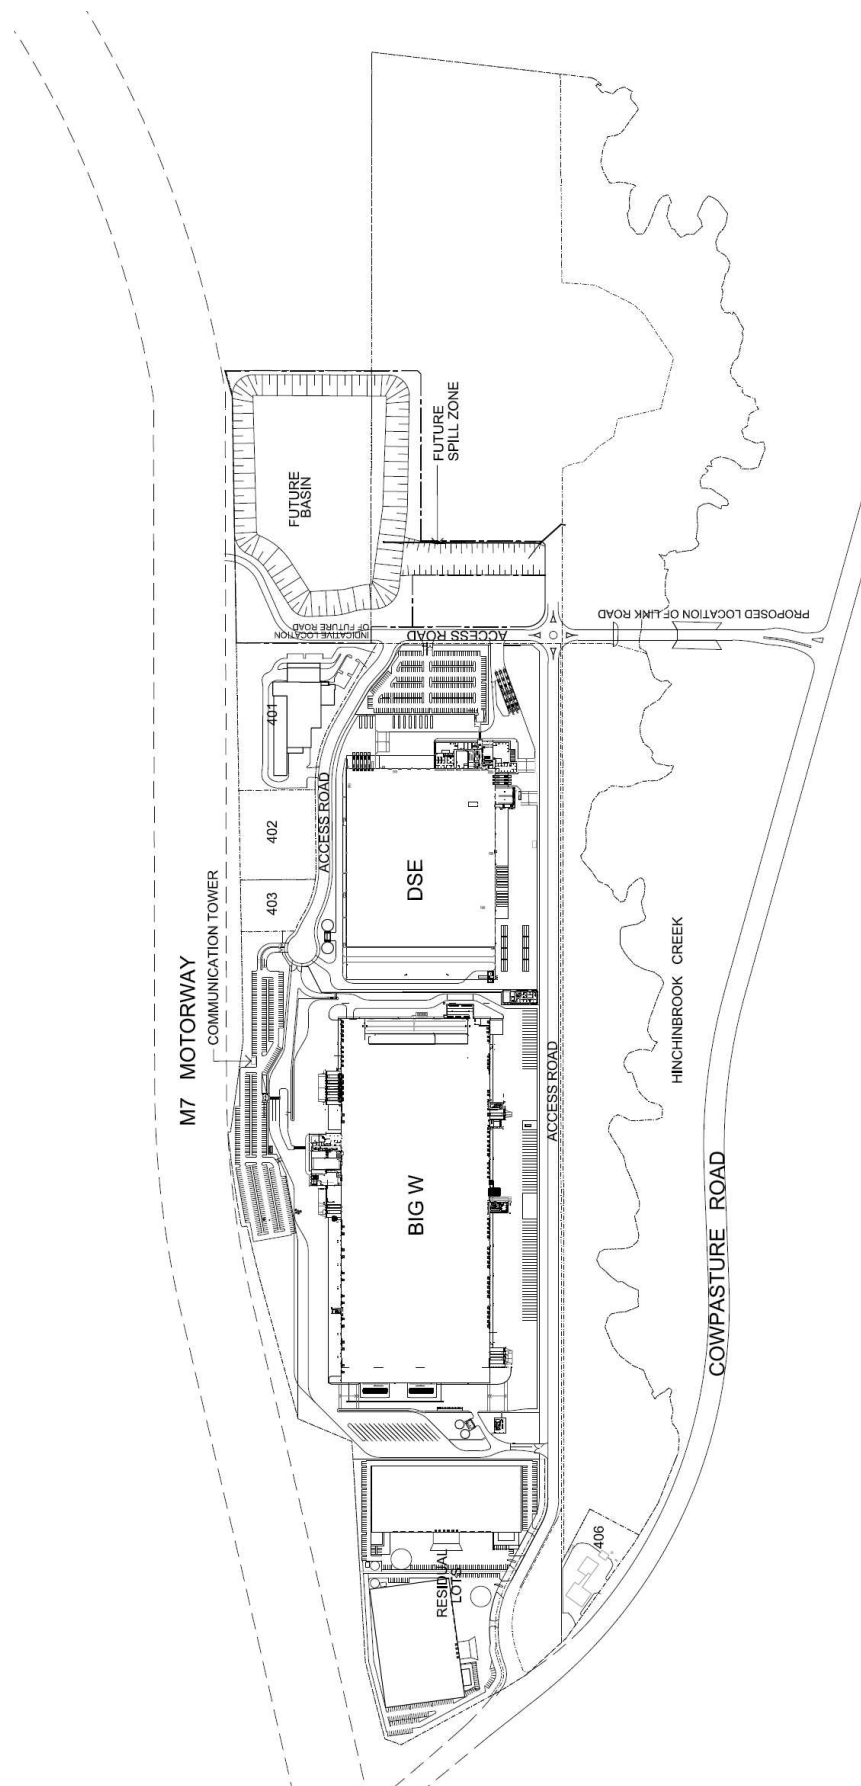 FUTURE
SPILL ZONE
FUTURE
BASIN
PROPOSED LOCATION OF LINK ROAD
INDICATIVE LOCATION
OF FUTURE ROAD
ACCESS ROAD
401
402
403
ACCESS ROAD
COMMUNICATION TOWER
M7 MOTORWAY
DSE
HINCHINBROOK CREEK
ACCESS ROAD
BIG W
COWPASTURE ROAD
406
RESIDUAL
LOTS